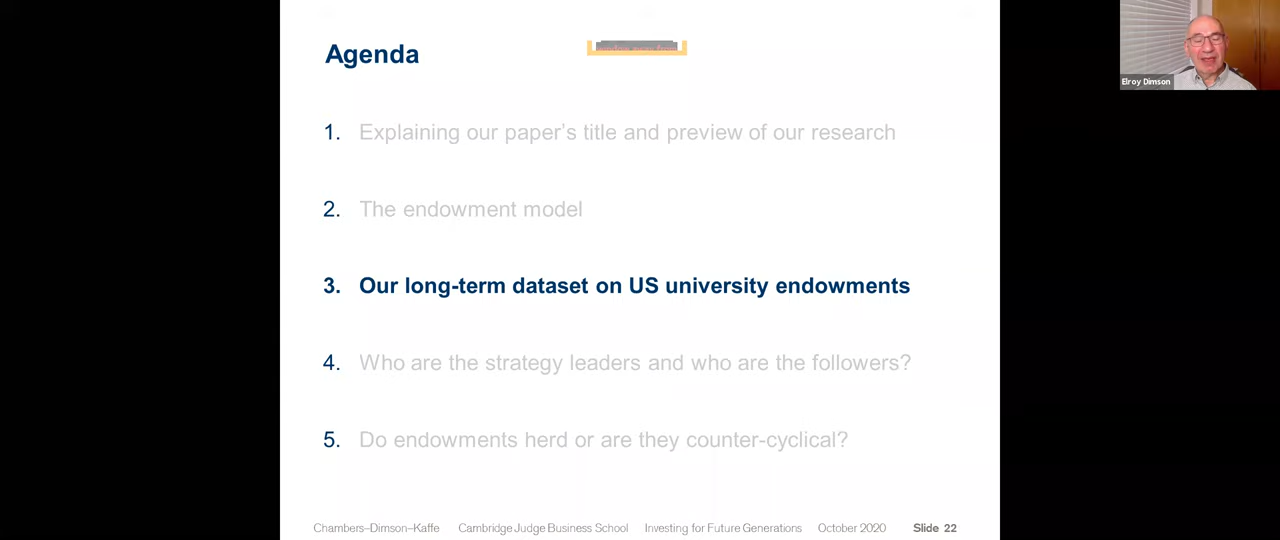 Agenda
Elroy Dimson
1. Explaining our paper's title and preview of our research
2. The endowment model
3. Our long-term dataset on US university endowments
4. Who are the strategy leaders and who are the followers?
5. Do endowments herd or are they counter-cyclical?
Chambers–Dimson–Kaffe Cambridge Judge Business School Investing for Future Generations October 2020 Slide 22